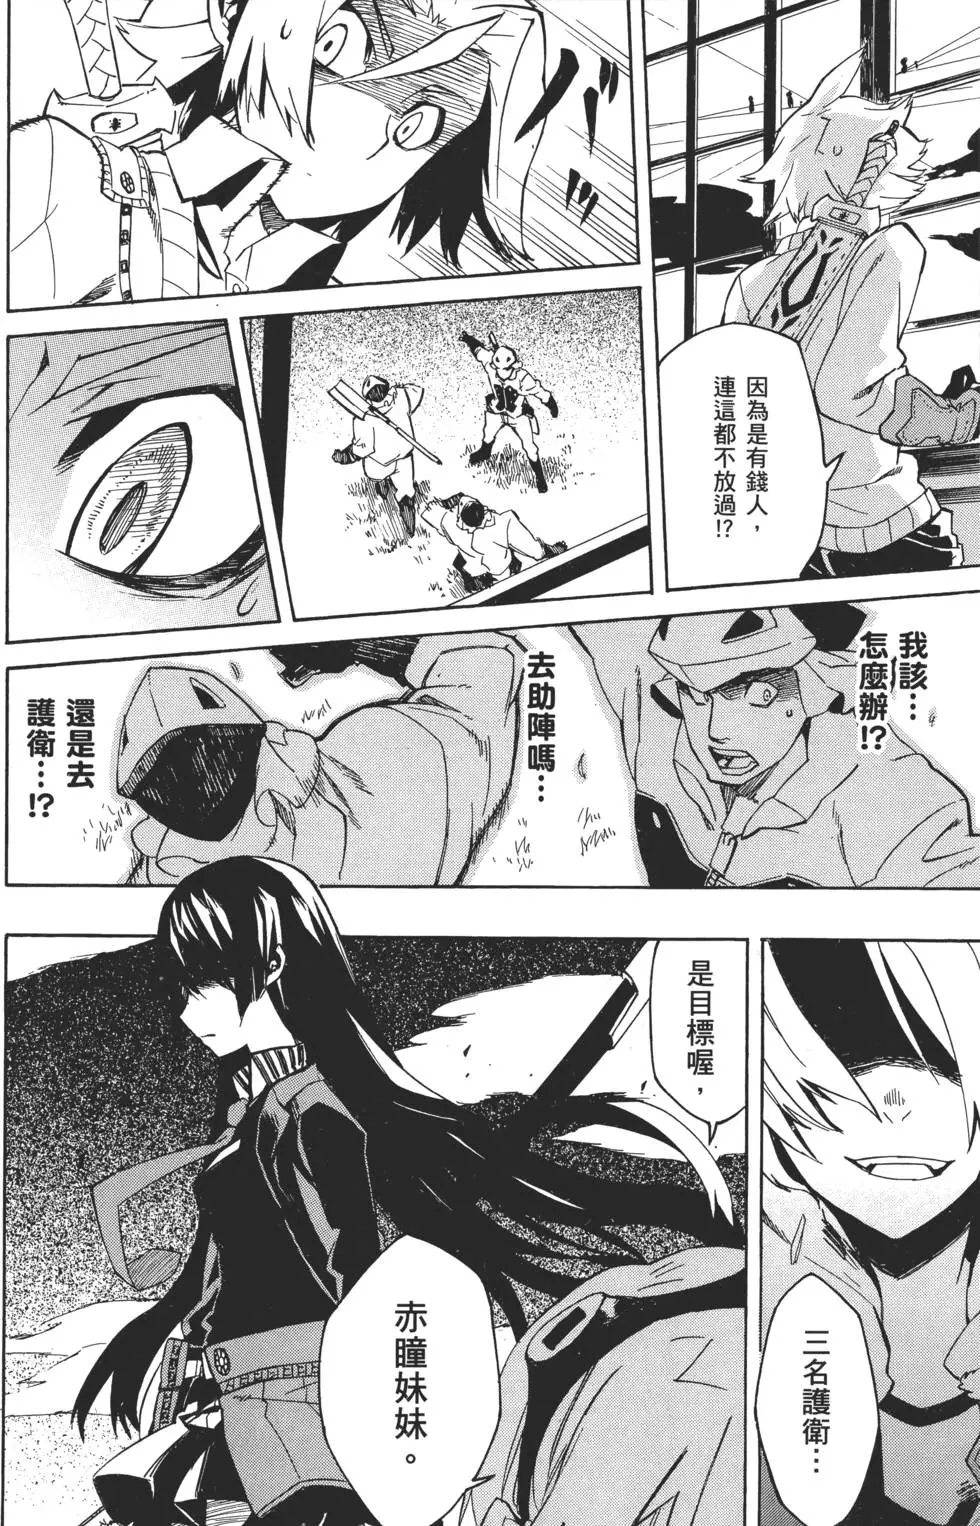 因為是有錢人，
連這都不放過!?
我該…
怎麼辦!?
去助陣嗎…
還是去
護衛…!?
三名護衛…
是目標喔，
赤瞳妹妹。